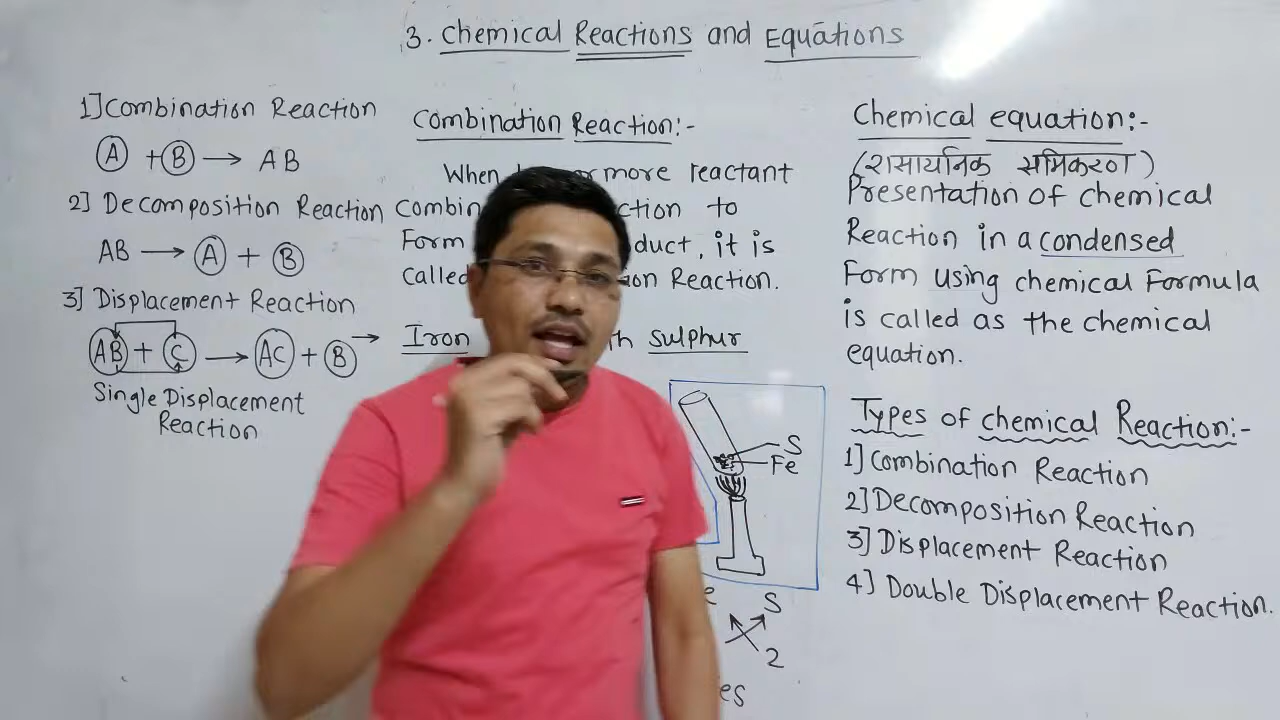 3. Chemical Reactions and Equations
1] Combination Reaction
A + B → AB
2] Decomposition Reaction
AB → A + B
3] Displacement Reaction
AB + C → AC + B →
Single Displacement
Reaction
Combination Reaction:-
When more reactant
Combin ction to
Form duct, it is
called on Reaction.
Iron th sulphur
S
Fe
S
2
es
Chemical equation:-
(रासायनिक समिकरण)
Presentation of chemical
Reaction in a condensed
Form using chemical Formula
is called as the chemical
equation.
Types of chemical Reaction:-
1] Combination Reaction
2] Decomposition Reaction
3] Displacement Reaction
4] Double Displacement Reaction.